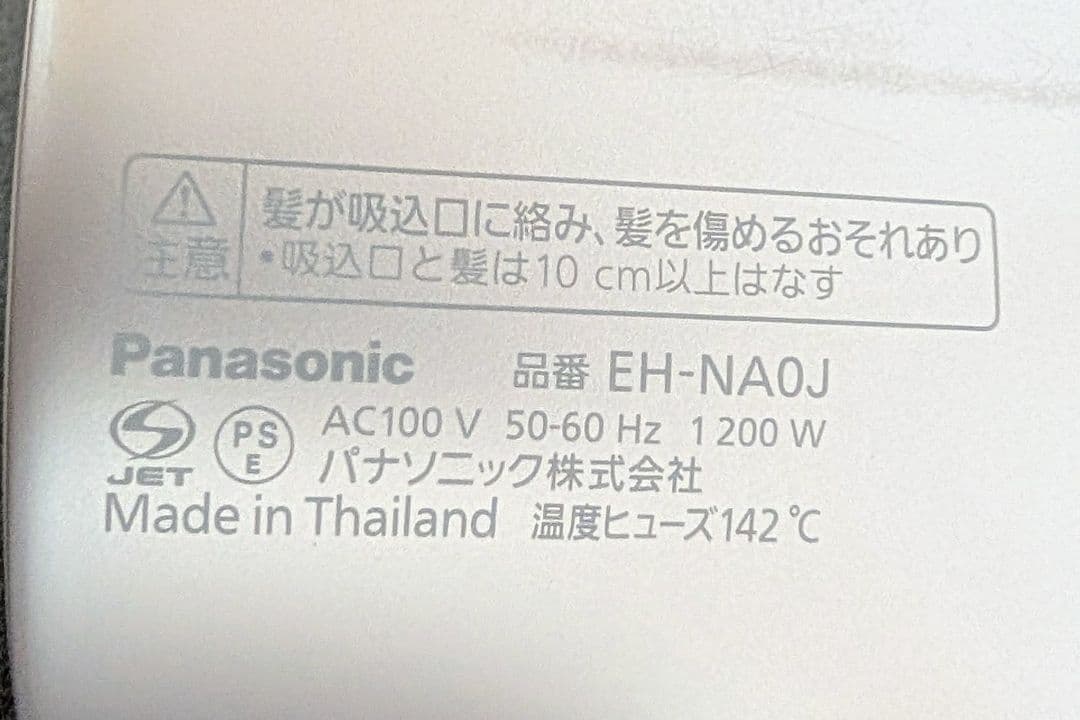 注意
髪が吸込口に絡み、髪を傷めるおそれあり
・吸込口と髪は10 cm以上はなす
Panasonic 品番 EH-NA0J
JET PS E AC100 V 50-60 Hz 1 200 W
パナソニック株式会社
Made in Thailand 温度ヒューズ142℃